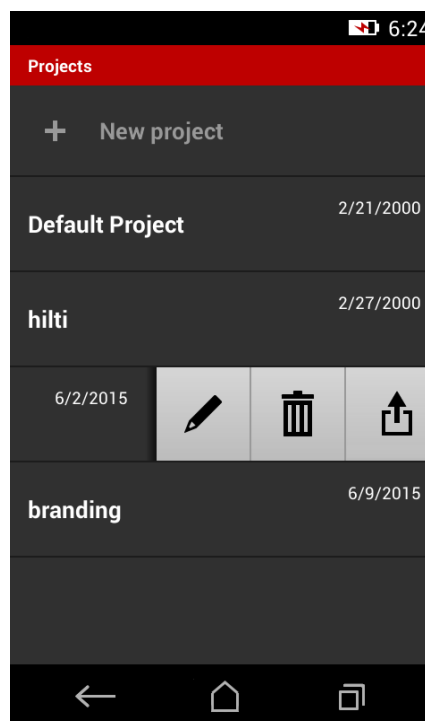 6:24
Projects
+ New project
2/21/2000
Default Project
2/27/2000
hilti
6/2/2015
6/9/2015
branding